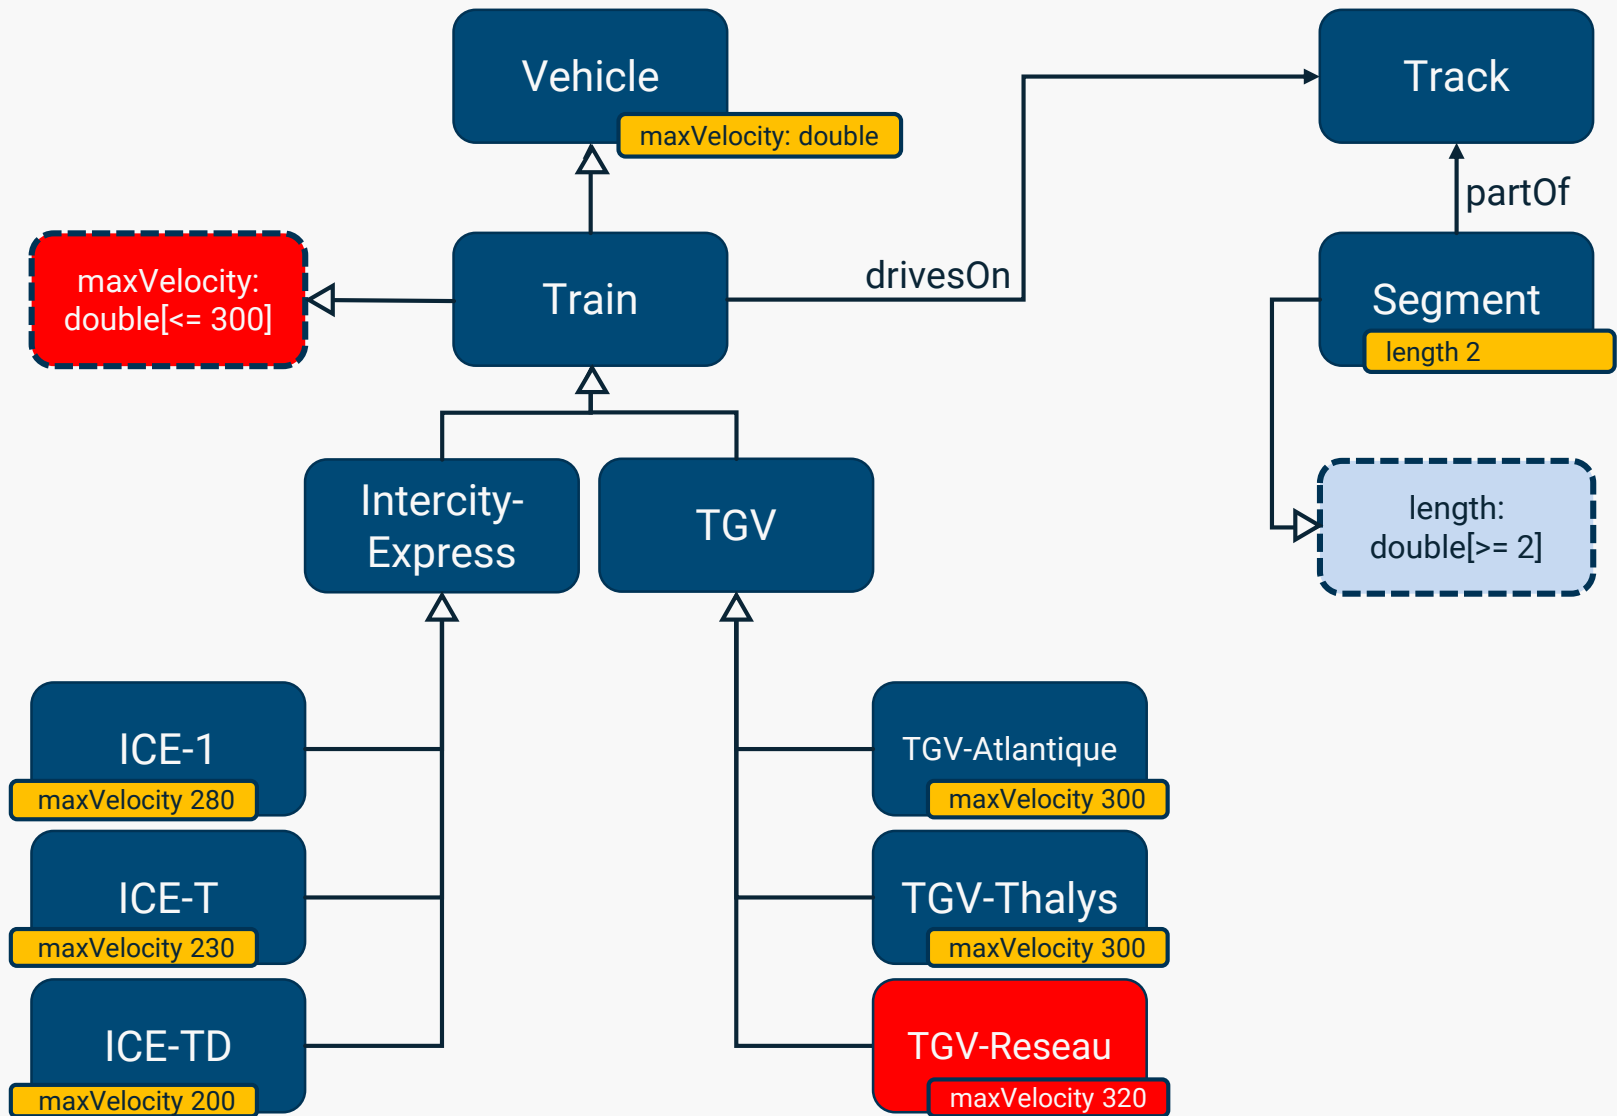 Vehicle
maxVelocity: double
Track
partOf
maxVelocity:
double[<= 300]
Train
drivesOn
Segment
length 2
Intercity-
Express
TGV
length:
double[>= 2]
ICE-1
maxVelocity 280
TGV-Atlantique
maxVelocity 300
ICE-T
maxVelocity 230
TGV-Thalys
maxVelocity 300
ICE-TD
maxVelocity 200
TGV-Reseau
maxVelocity 320